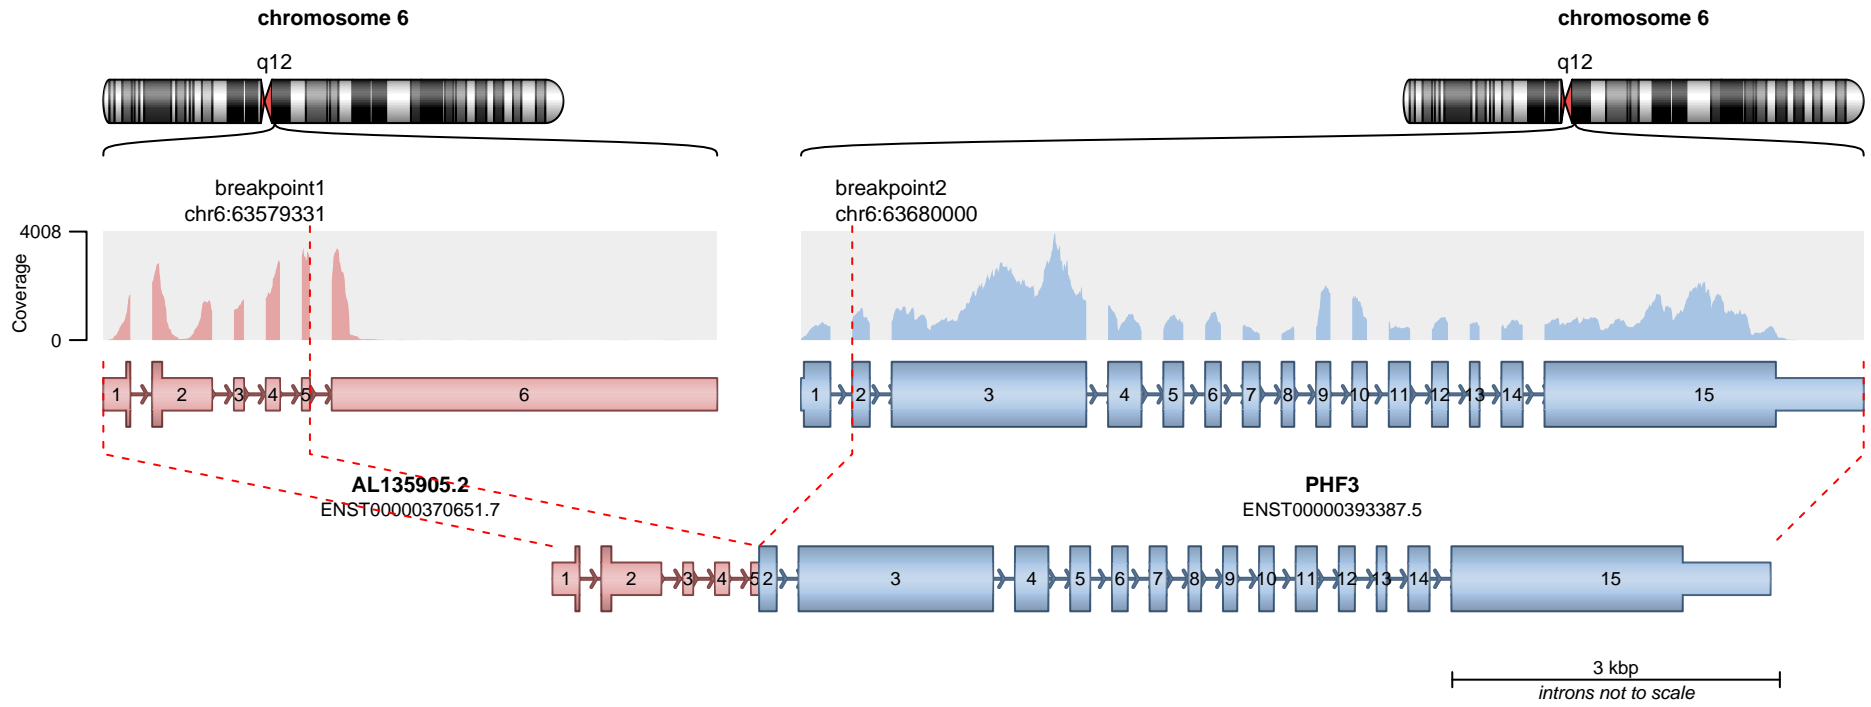 chromosome 6
chromosome 6
q12
q12
breakpoint1
chr6:63579331
breakpoint2
chr6:63680000
4008
Coverage
0
1 2 3 4 5 6
1 2 3 4 5 6 7 8 9 10 11 12 13 14 15
AL135905.2
ENST00000370651.7
PHF3
ENST00000393387.5
1 2 3 4 5 2 3 4 5 6 7 8 9 10 11 12 13 14 15
3 kbp
introns not to scale